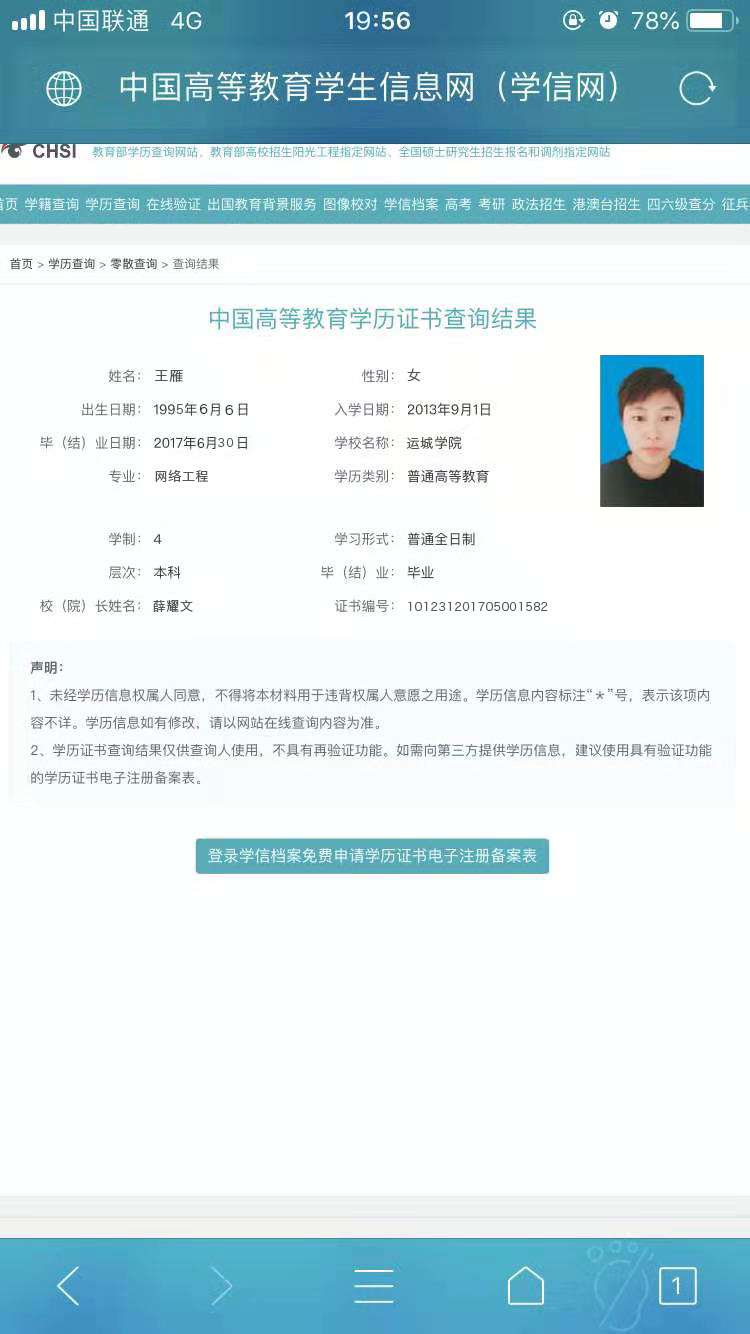 中国联通 4G 19:56 78%
中国高等教育学生信息网（学信网）
CHSI 教育部学历查询网站、教育部高校招生阳光工程指定网站、全国硕士研究生招生报名和调剂指定网站
首页 学籍查询 学历查询 在线验证 出国教育背景服务 图像校对 学信档案 高考 考研 政法招生 港澳台招生 四六级查分 征兵
首页 > 学历查询 > 零散查询 > 查询结果
中国高等教育学历证书查询结果
姓名： 王雁 性别： 女
出生日期： 1995年6月6日 入学日期： 2013年9月1日
毕（结）业日期： 2017年6月30日 学校名称： 运城学院
专业： 网络工程 学历类别： 普通高等教育
学制： 4 学习形式： 普通全日制
层次： 本科 毕（结）业： 毕业
校（院）长姓名： 薛耀文 证书编号： 101231201705001582
声明：
1、未经学历信息权属人同意，不得将本材料用于违背权属人意愿之用途。学历信息内容标注“*”号，表示该项内
容不详。学历信息如有修改，请以网站在线查询内容为准。
2、学历证书查询结果仅供查询人使用，不具有再验证功能。如需向第三方提供学历信息，建议使用具有验证功能
的学历证书电子注册备案表。
登录学信档案免费申请学历证书电子注册备案表
1